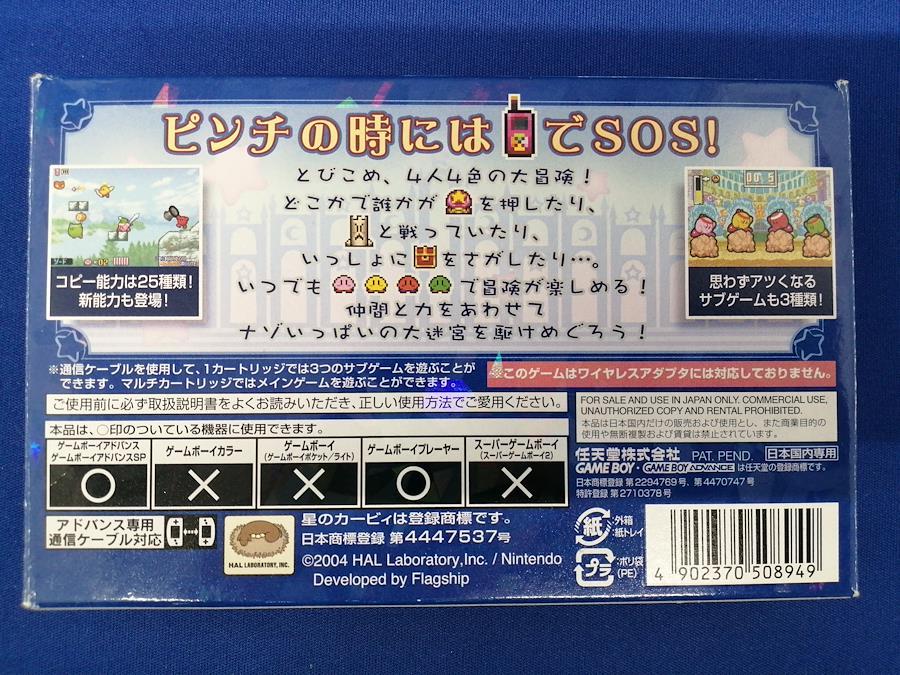 ピンチの時には でSOS!
とびこめ、4人4色の大冒険!
どこかで誰かが を押したり、
と戦っていたり、
いっしょに をさがしたり…。
いつでも で冒険が楽しめる!
仲間と力をあわせて
ナゾいっぱいの大迷宮を駆けめぐろう!
コピー能力は25種類!
新能力も登場!
思わずアツくなる
サブゲームも3種類!
※通信ケーブルを使用して、1カートリッジでは3つのサブゲームを遊ぶことが
できます。マルチカートリッジではメインゲームを遊ぶことができます。
※このゲームはワイヤレスアダプタには対応しておりません。
ご使用前に必ず取扱説明書をよくお読みいただき、正しい使用方法でご愛用ください。
本品は、○印のついている機器に使用できます。
ゲームボーイアドバンス
ゲームボーイアドバンスSP
ゲームボーイカラー
ゲームボーイ
(ゲームボーイポケット/ライト)
ゲームボーイプレーヤー
スーパーゲームボーイ
(スーパーゲームボーイ2)
○ × × ○ ×
FOR SALE AND USE IN JAPAN ONLY. COMMERCIAL USE,
UNAUTHORIZED COPY AND RENTAL PROHIBITED.
本品は日本国内だけの販売および使用とし、また商業目的の
使用や無断複製および賃貸は禁止されています。
任天堂株式会社 PAT. PEND. 日本国内専用
GAME BOY・GAME BOY ADVANCE は任天堂の登録商標です。
日本商標登録 第2294769号、第4470747号
特許登録 第2710378号
アドバンス専用
通信ケーブル対応
HAL LABORATORY, INC.
星のカービィは登録商標です。
日本商標登録 第4447537号
©2004 HAL Laboratory,Inc. / Nintendo
Developed by Flagship
紙 :外箱
:紙トレイ
プラ :ポリ袋
(PE)
4 902370 508949